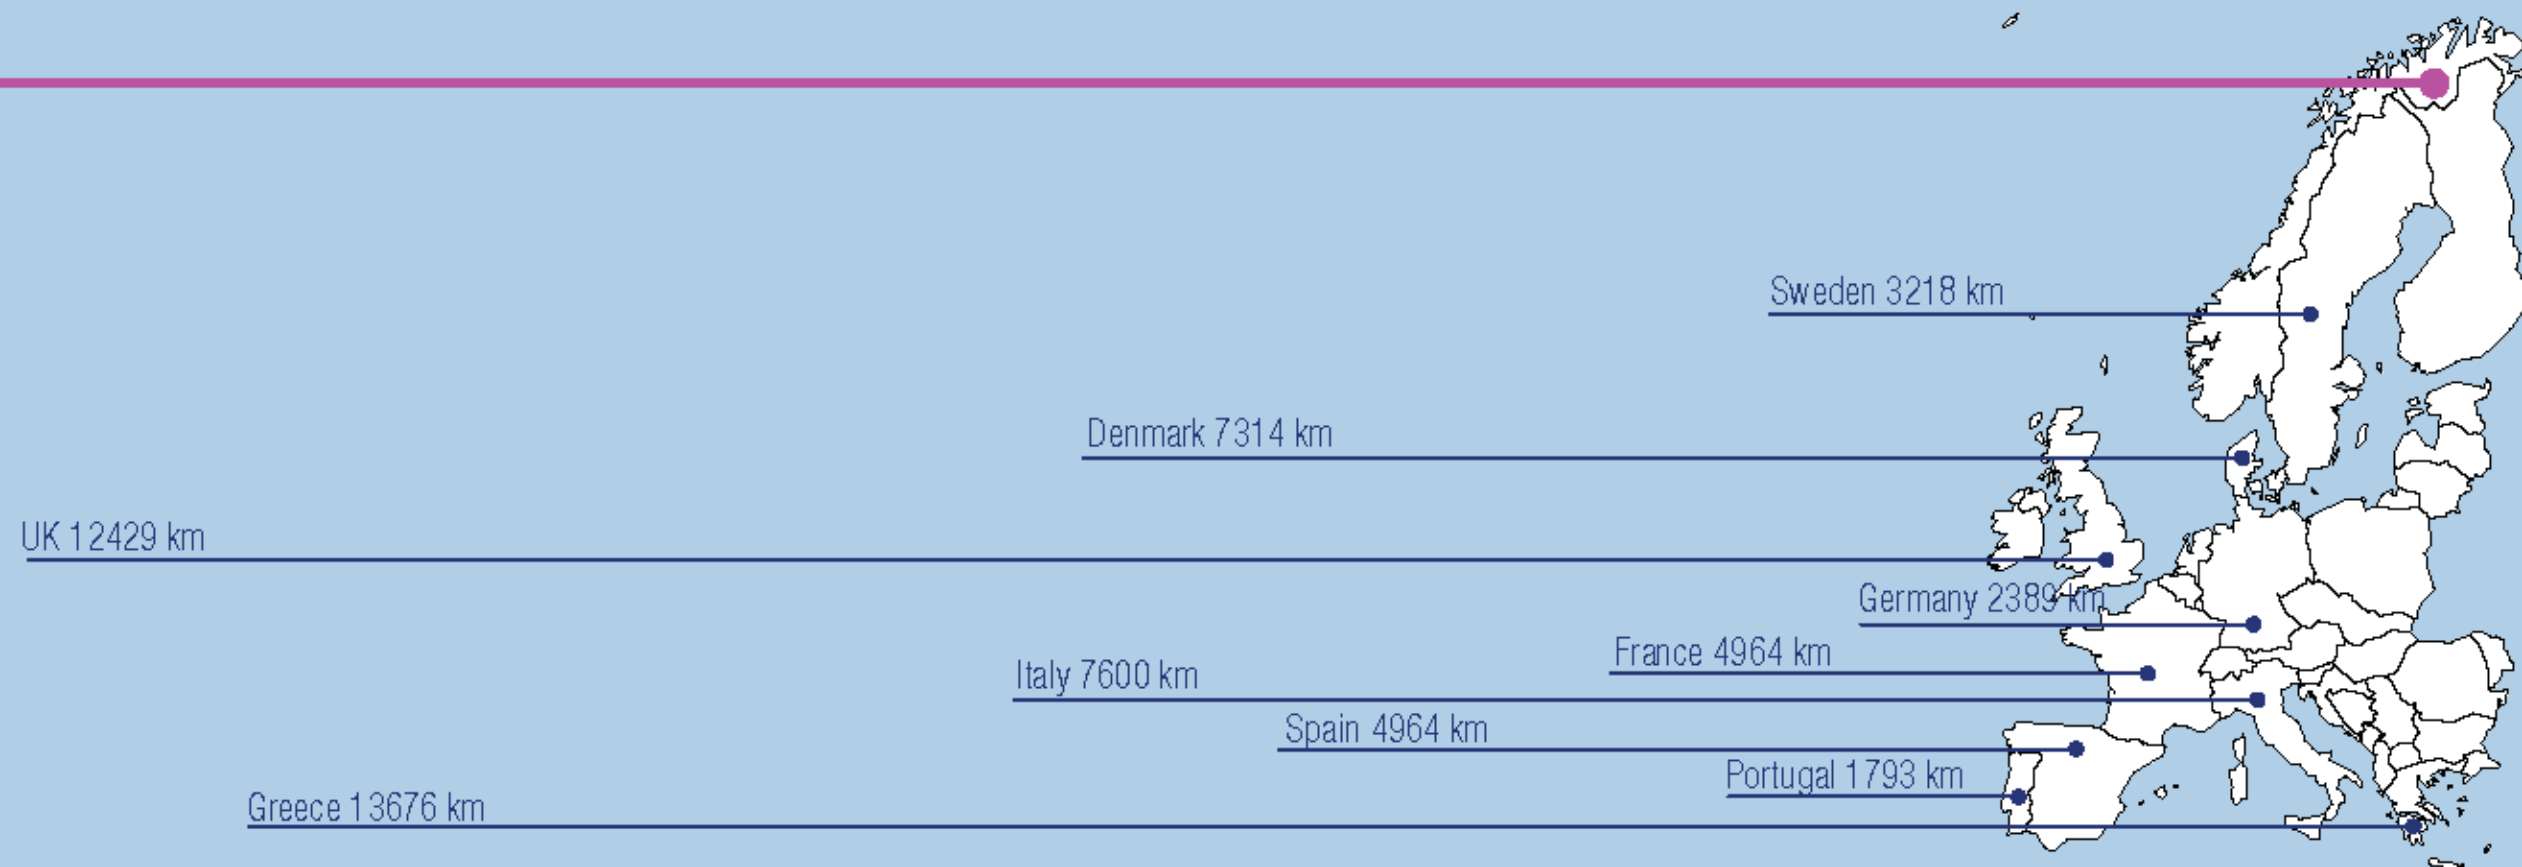 Sweden 3218 km
Denmark 7314 km
UK 12429 km
Germany 2389 km
France 4964 km
Italy 7600 km
Spain 4964 km
Portugal 1793 km
Greece 13676 km